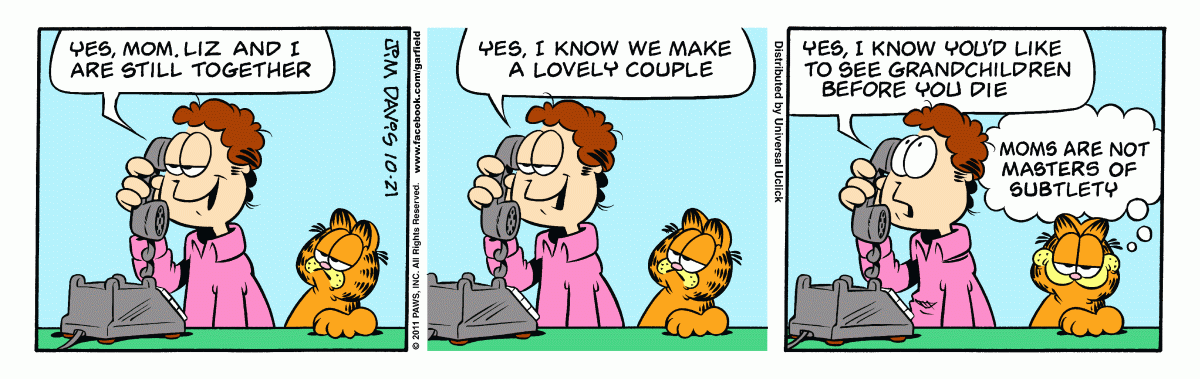 YES, MOM. LIZ AND I
ARE STILL TOGETHER
JIM DAVIS 10-21
© 2011 PAWS, INC. All Rights Reserved. www.facebook.com/garfield
YES, I KNOW WE MAKE
A LOVELY COUPLE
Distributed by Universal Uclick
YES, I KNOW YOU'D LIKE
TO SEE GRANDCHILDREN
BEFORE YOU DIE
MOMS ARE NOT
MASTERS OF
SUBTLETY